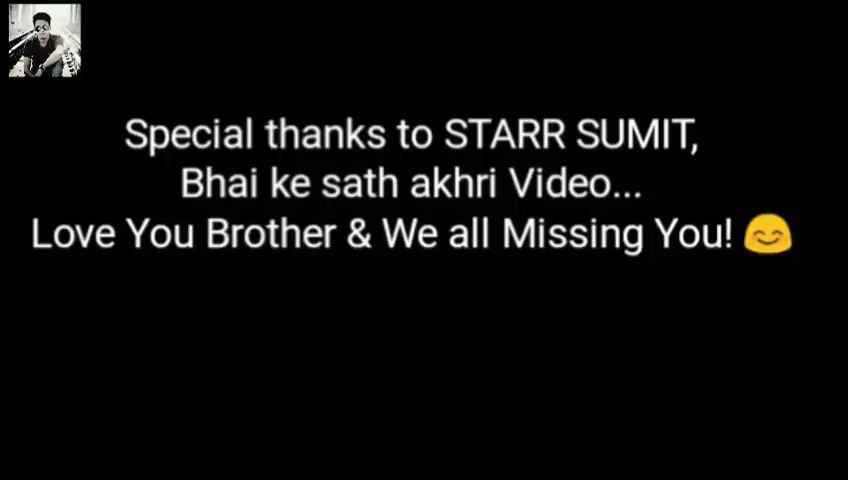 Special thanks to STARR SUMIT,
Bhai ke sath akhri Video...
Love You Brother & We all Missing You! 😊